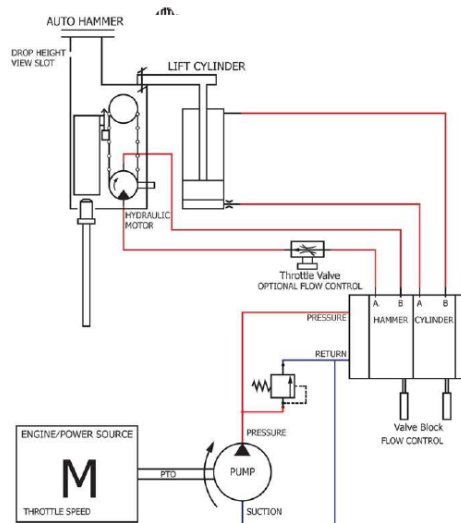 AUTO HAMMER
DROP HEIGHT
VIEW SLOT
LIFT CYLINDER
HYDRAULIC
MOTOR
Throttle Valve
OPTIONAL FLOW CONTROL
A
B
A
B
PRESSURE
HAMMER
CYLINDER
RETURN
Valve Block
FLOW CONTROL
PRESSURE
ENGINE/POWER SOURCE
M
PTO
PUMP
THROTTLE SPEED
SUCTION